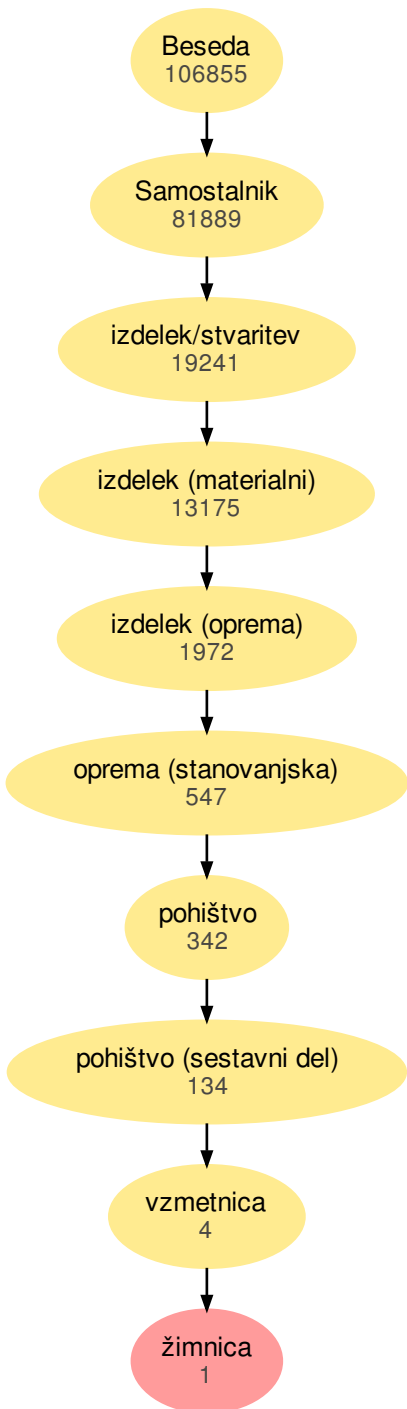 Beseda
106855
Samostalnik
81889
izdelek/stvaritev
19241
izdelek (materialni)
13175
izdelek (oprema)
1972
oprema (stanovanjska)
547
pohištvo
342
pohištvo (sestavni del)
134
vzmetnica
4
žimnica
1